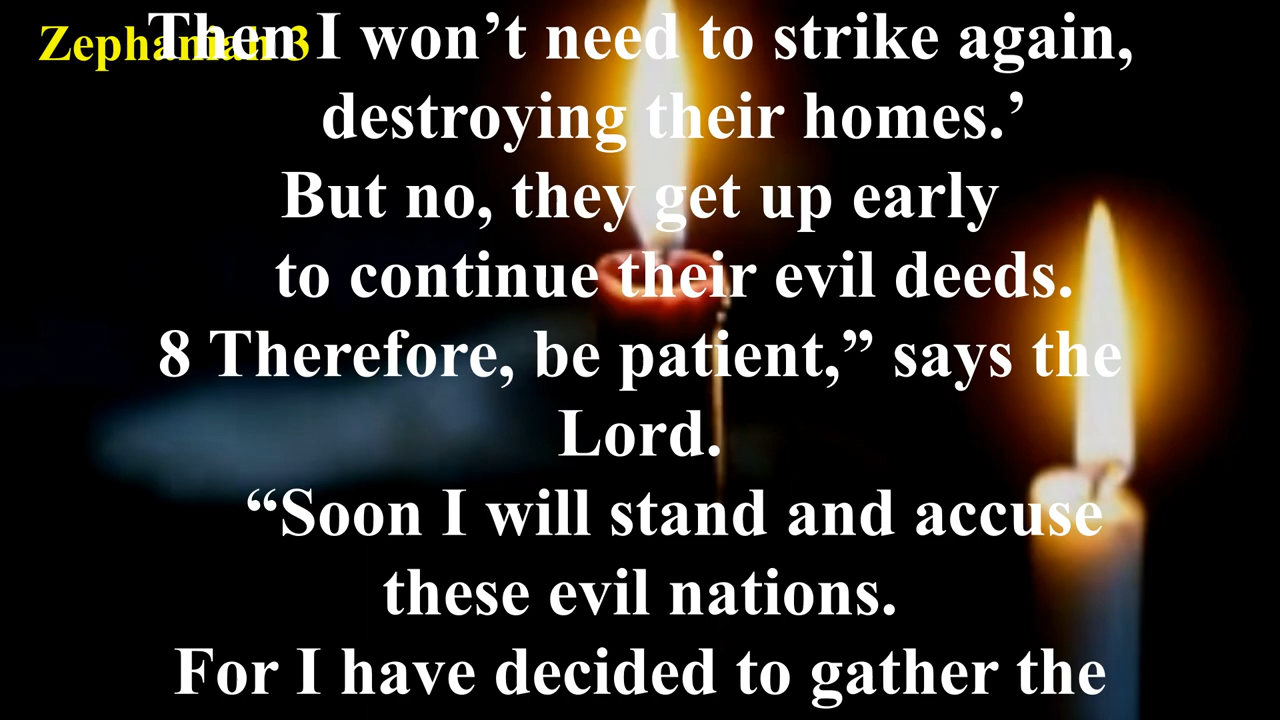 Zephaniah 3
Then I won’t need to strike again,
destroying their homes.’
But no, they get up early
to continue their evil deeds.
8 Therefore, be patient,” says the
Lord.
“Soon I will stand and accuse
these evil nations.
For I have decided to gather the